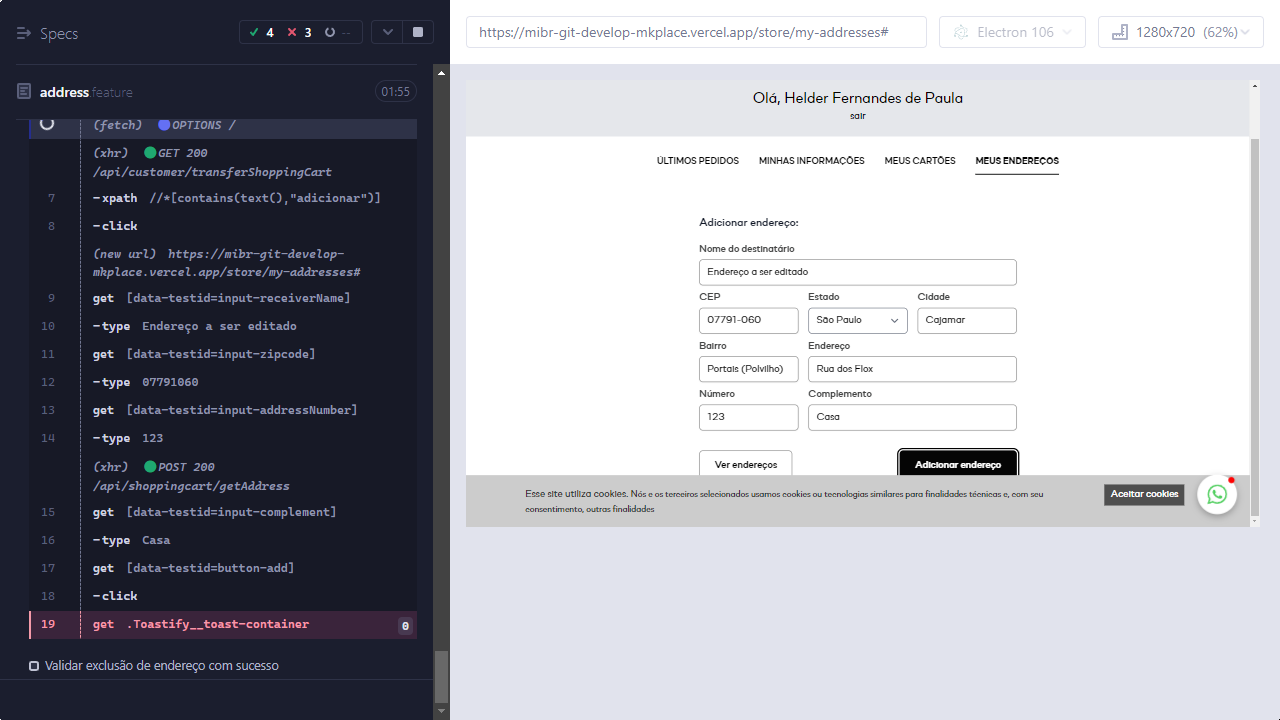 Specs
4 3 --
address.feature
01:55
(fetch) OPTIONS /
(xhr) GET 200
/api/customer/transferShoppingCart
7 -xpath //*[contains(text(),"adicionar")]
8 -click
(new url) https://mibr-git-develop-
mkplace.vercel.app/store/my-addresses#
9 get [data-testid=input-receiverName]
10 -type Endereço a ser editado
11 get [data-testid=input-zipcode]
12 -type 07791060
13 get [data-testid=input-addressNumber]
14 -type 123
(xhr) POST 200
/api/shoppingcart/getAddress
15 get [data-testid=input-complement]
16 -type Casa
17 get [data-testid=button-add]
18 -click
19 get .Toastify__toast-container 0
Validar exclusão de endereço com sucesso
https://mibr-git-develop-mkplace.vercel.app/store/my-addresses#
Electron 106
1280x720 (62%)
Olá, Helder Fernandes de Paula
sair
ÚLTIMOS PEDIDOS MINHAS INFORMAÇÕES MEUS CARTÕES MEUS ENDEREÇOS
Adicionar endereço:
Nome do destinatário
Endereço a ser editado
CEP Estado Cidade
07791-060 São Paulo Cajamar
Bairro Endereço
Portais (Polvilho) Rua dos Flox
Número Complemento
123 Casa
Ver endereços Adicionar endereço
Esse site utiliza cookies. Nós e os terceiros selecionados usamos cookies ou tecnologias similares para finalidades técnicas e, com seu
consentimento, outras finalidades
Aceitar cookies